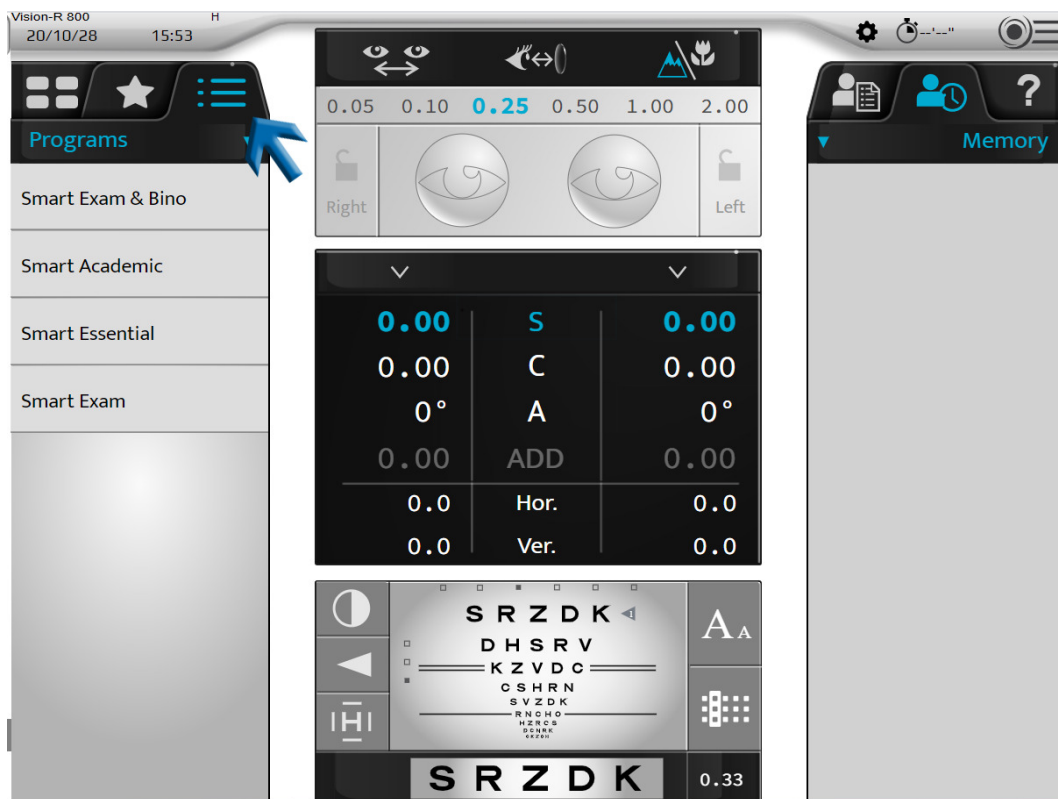 Vision-R 800 H
20/10/28 15:53 --'--"
0.05 0.10 0.25 0.50 1.00 2.00
Right Left
Programs
Smart Exam & Bino
Smart Academic
Smart Essential
Smart Exam
0.00 S 0.00
0.00 C 0.00
0° A 0°
0.00 ADD 0.00
0.0 Hor. 0.0
0.0 Ver. 0.0
S R Z D K 1
D H S R V
K Z V D C
C S H R N
S V Z D K
R N C H O
H Z R C S
D C N R K
H A A
S R Z D K 0.33
?
Memory